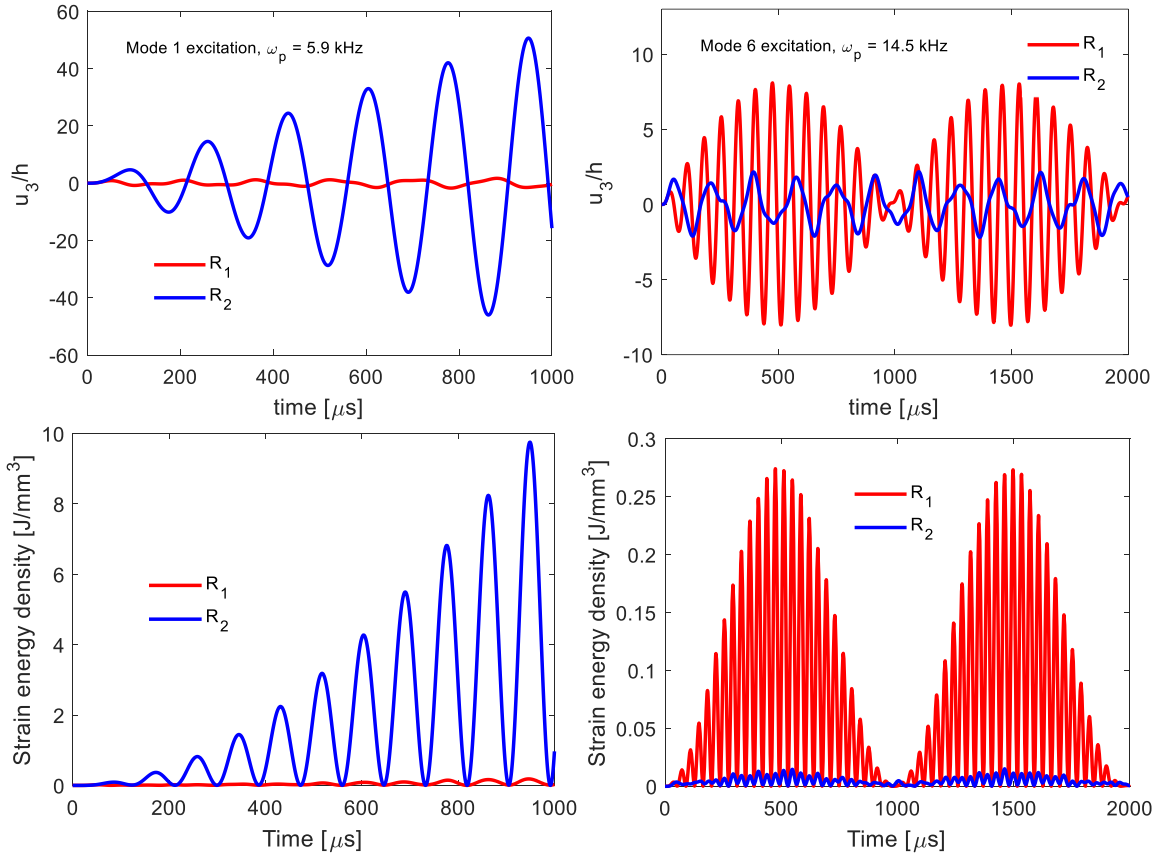 Mode 1 excitation, ω_p = 5.9 kHz
60
40
20
0
-20
-40
-60
u_3/h
R_1
R_2
0 200 400 600 800 1000
time [μs]
Mode 6 excitation, ω_p = 14.5 kHz
R_1
R_2
10
5
0
-5
-10
u_3/h
0 500 1000 1500 2000
time [μs]
10
8
6
4
2
0
Strain energy density [J/mm^3]
R_1
R_2
0 200 400 600 800 1000
Time [μs]
0.3
0.25
0.2
0.15
0.1
0.05
0
Strain energy density [J/mm^3]
R_1
R_2
0 500 1000 1500 2000
Time [μs]